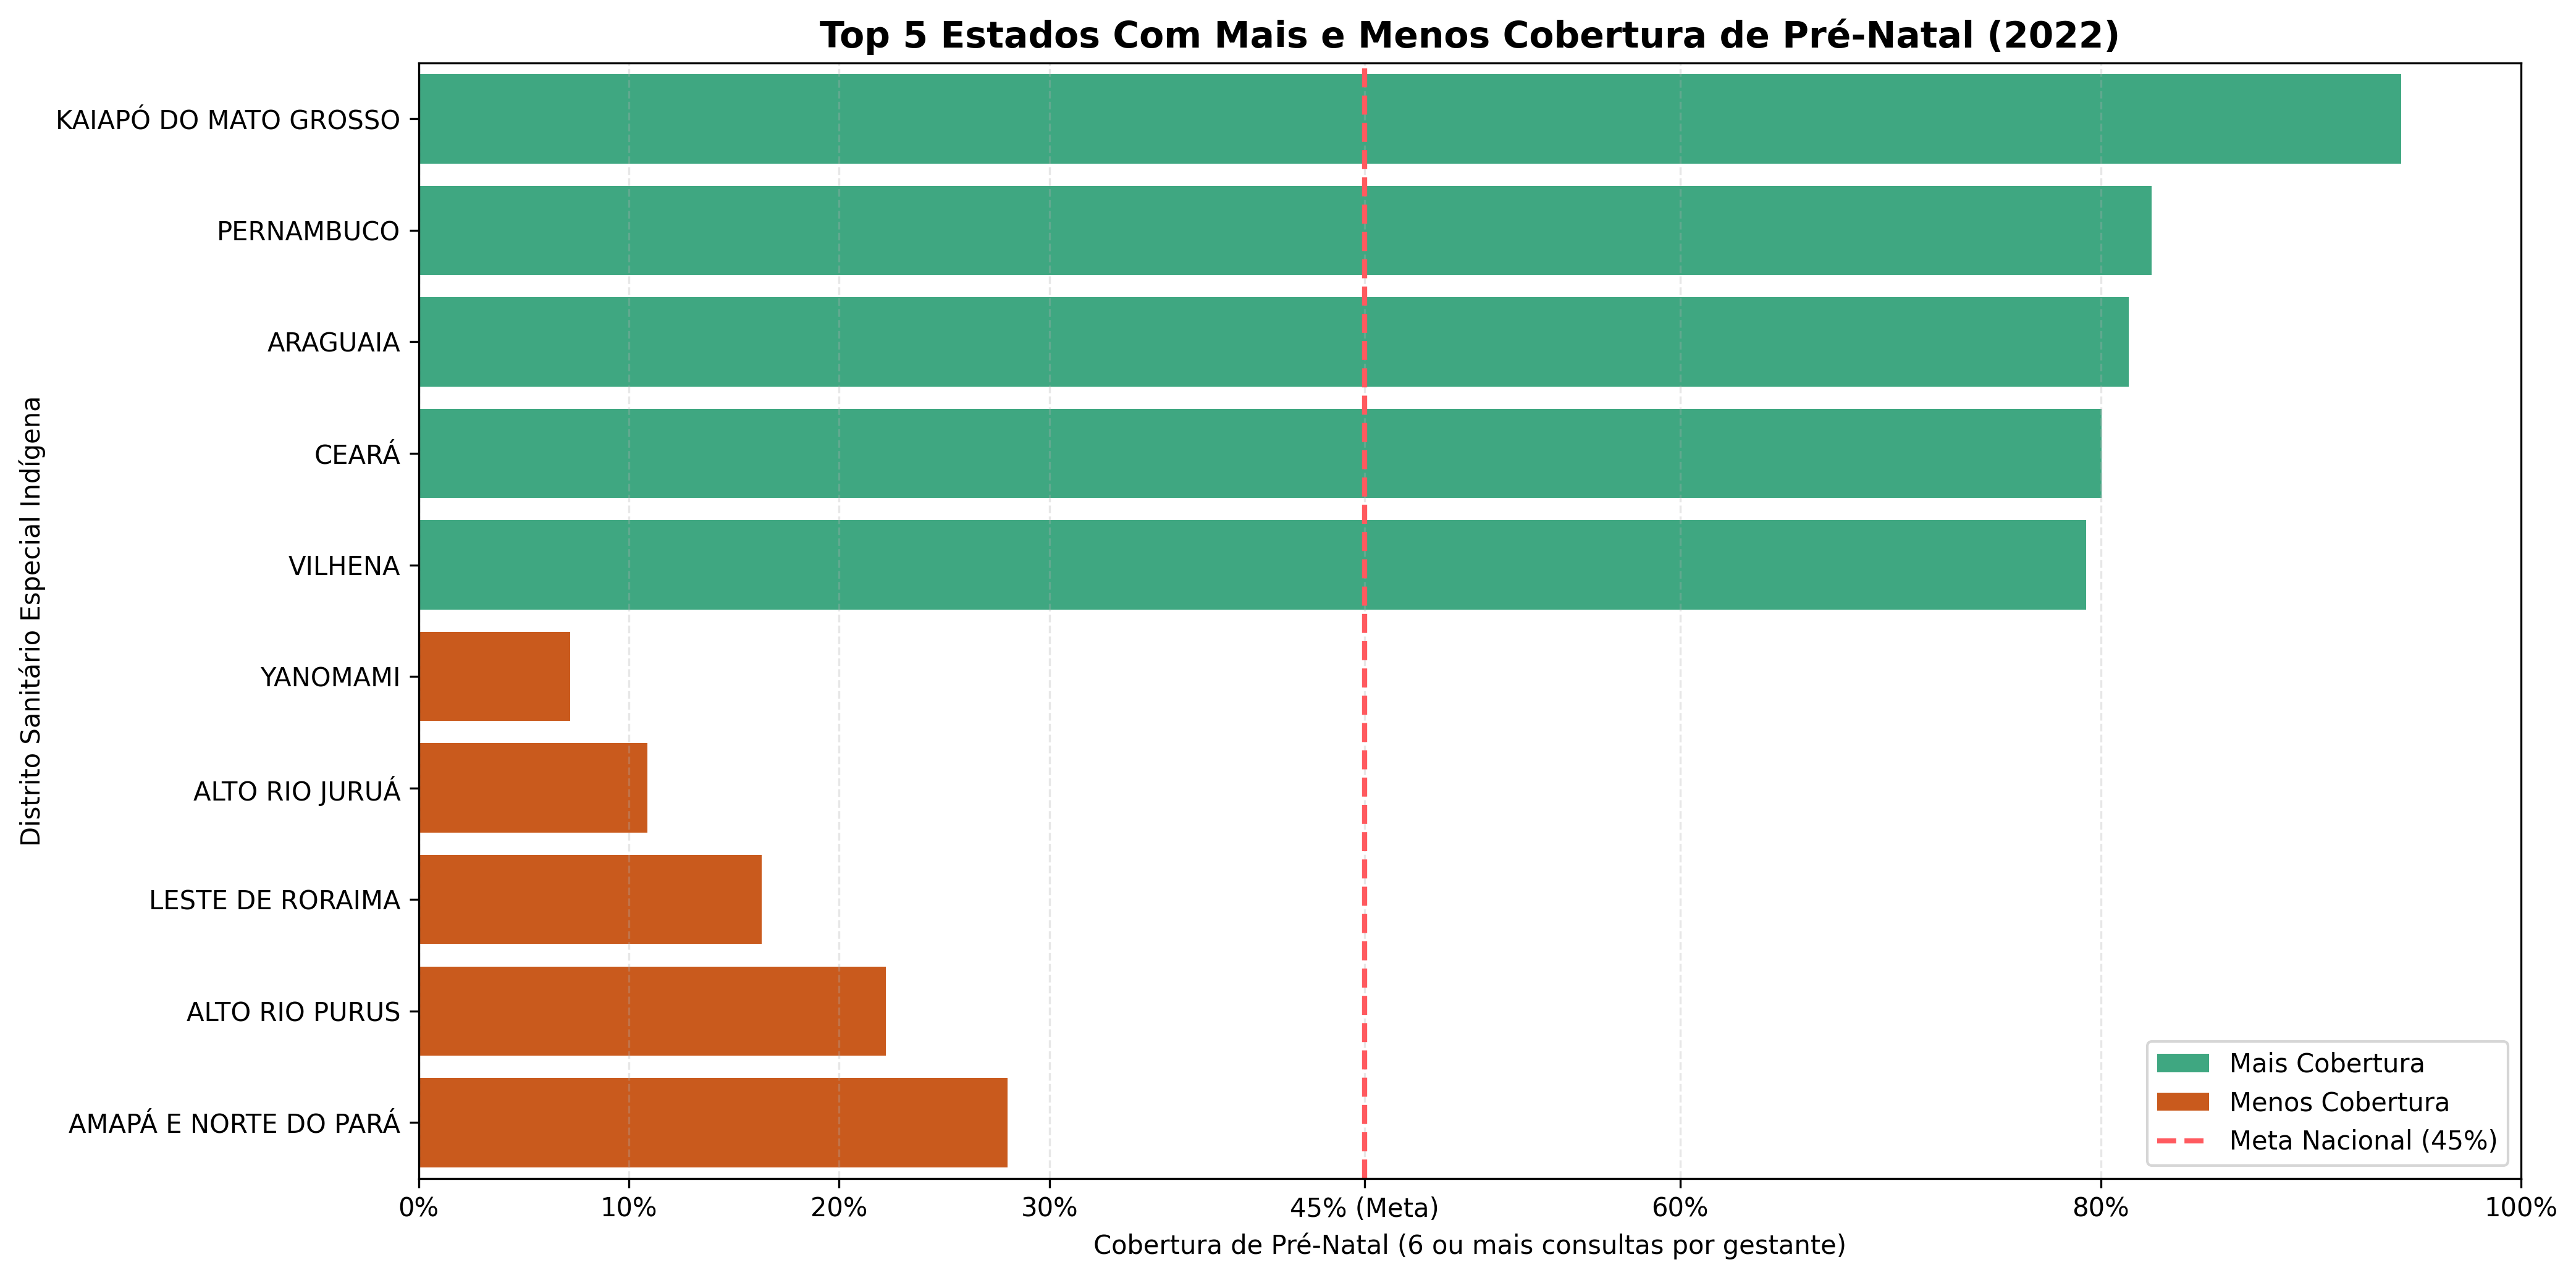 Top 5 Estados Com Mais e Menos Cobertura de Pré-Natal (2022)
Distrito Sanitário Especial Indígena
KAIAPÓ DO MATO GROSSO
PERNAMBUCO
ARAGUAIA
CEARÁ
VILHENA
YANOMAMI
ALTO RIO JURUÁ
LESTE DE RORAIMA
ALTO RIO PURUS
AMAPÁ E NORTE DO PARÁ
Mais Cobertura
Menos Cobertura
Meta Nacional (45%)
0% 10% 20% 30% 45% (Meta) 60% 80% 100%
Cobertura de Pré-Natal (6 ou mais consultas por gestante)